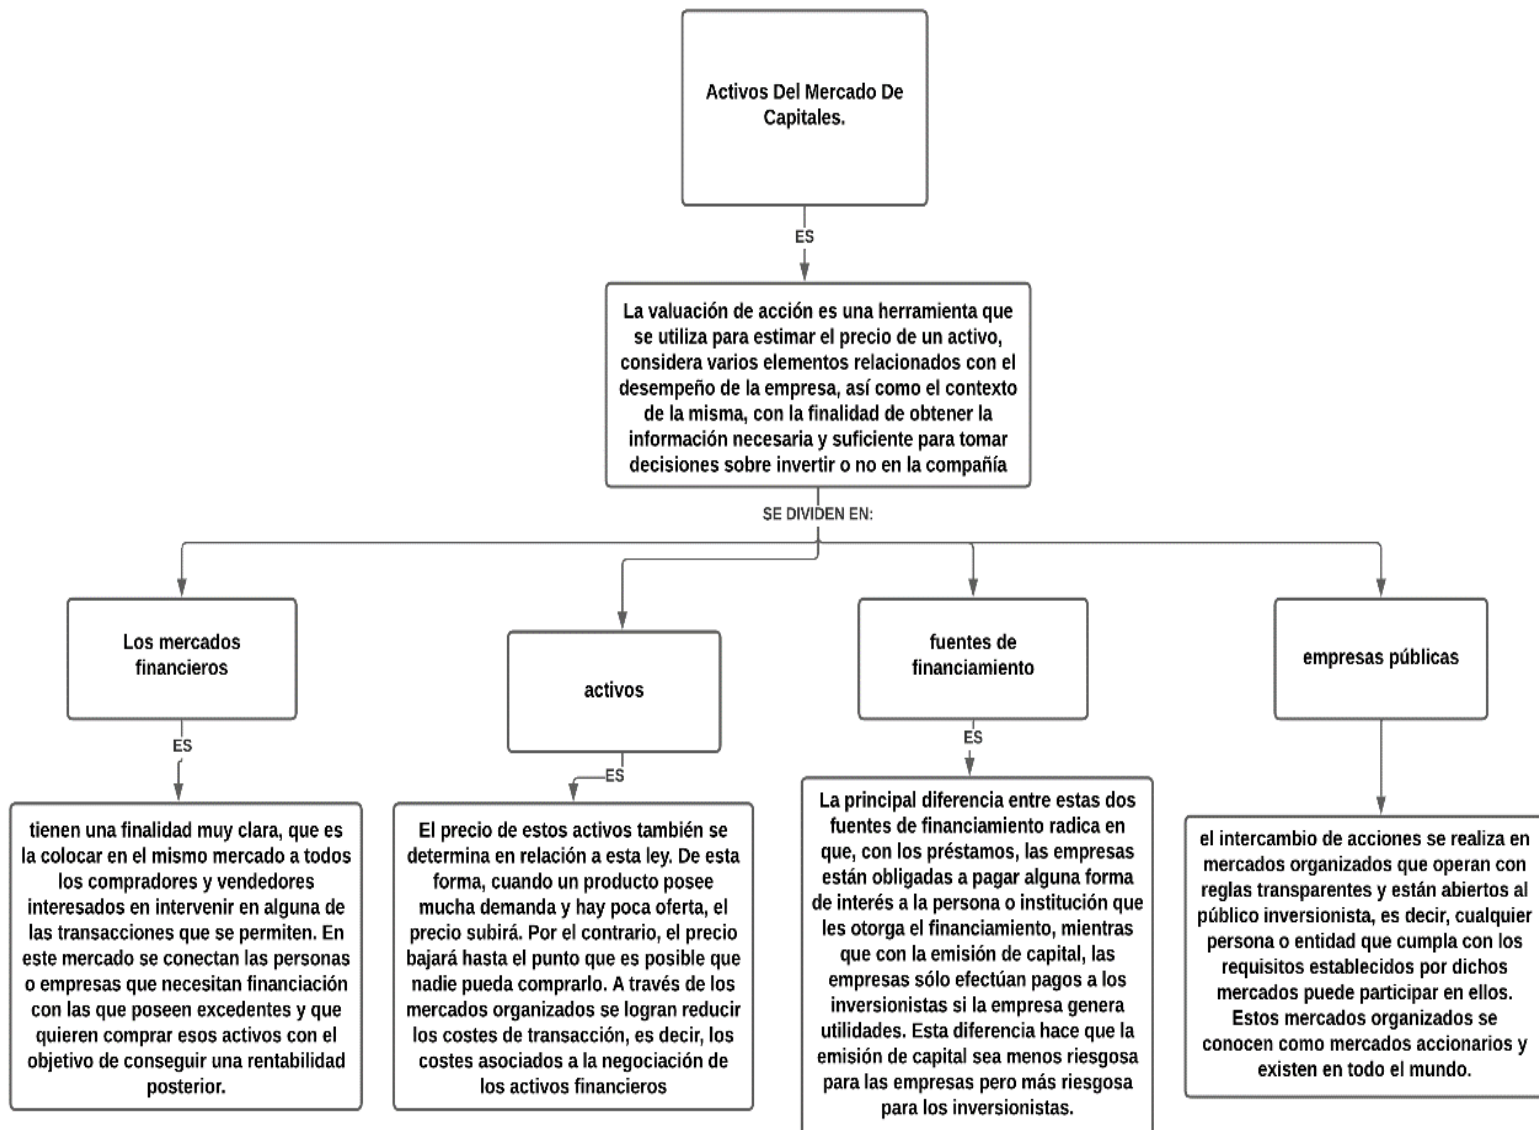 Activos Del Mercado De
Capitales.
ES
La valuación de acción es una herramienta que
se utiliza para estimar el precio de un activo,
considera varios elementos relacionados con el
desempeño de la empresa, así como el contexto
de la misma, con la finalidad de obtener la
información necesaria y suficiente para tomar
decisiones sobre invertir o no en la compañía
SE DIVIDEN EN:
Los mercados
financieros
ES
tienen una finalidad muy clara, que es
la colocar en el mismo mercado a todos
los compradores y vendedores
interesados en intervenir en alguna de
las transacciones que se permiten. En
este mercado se conectan las personas
o empresas que necesitan financiación
con las que poseen excedentes y que
quieren comprar esos activos con el
objetivo de conseguir una rentabilidad
posterior.
activos
ES
El precio de estos activos también se
determina en relación a esta ley. De esta
forma, cuando un producto posee
mucha demanda y hay poca oferta, el
precio subirá. Por el contrario, el precio
bajará hasta el punto que es posible que
nadie pueda comprarlo. A través de los
mercados organizados se logran reducir
los costes de transacción, es decir, los
costes asociados a la negociación de
los activos financieros
fuentes de
financiamiento
ES
La principal diferencia entre estas dos
fuentes de financiamiento radica en
que, con los préstamos, las empresas
están obligadas a pagar alguna forma
de interés a la persona o institución que
les otorga el financiamiento, mientras
que con la emisión de capital, las
empresas sólo efectúan pagos a los
inversionistas si la empresa genera
utilidades. Esta diferencia hace que la
emisión de capital sea menos riesgosa
para las empresas pero más riesgosa
para los inversionistas.
empresas públicas
el intercambio de acciones se realiza en
mercados organizados que operan con
reglas transparentes y están abiertos al
público inversionista, es decir, cualquier
persona o entidad que cumpla con los
requisitos establecidos por dichos
mercados puede participar en ellos.
Estos mercados organizados se
conocen como mercados accionarios y
existen en todo el mundo.